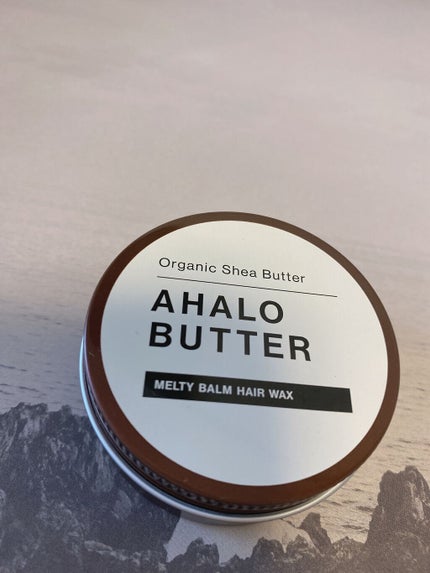 Organic Shea Butter
AHALO
BUTTER
MELTY BALM HAIR WAX